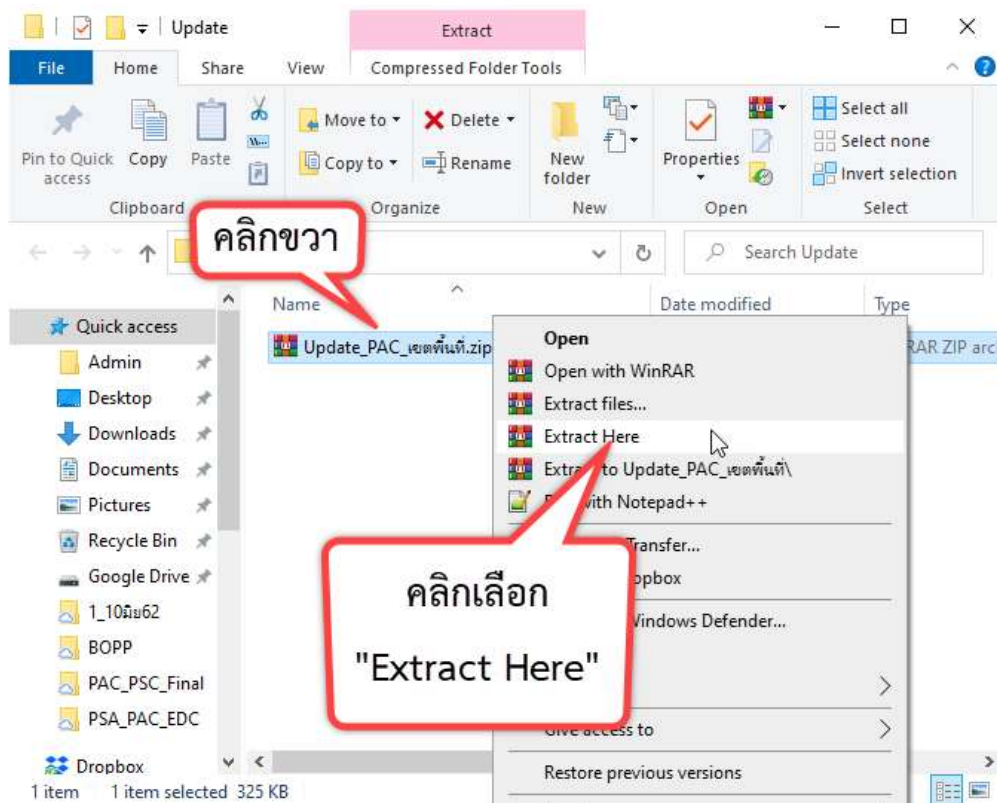 Update
Extract
File Home Share View Compressed Folder Tools
Pin to Quick access
Copy
Paste
Move to
Copy to
Delete
Rename
New folder
Properties
Select all
Select none
Invert selection
Clipboard Organize New Open Select
คลิกขวา
Search Update
Name Date modified Type
Update_PAC_เขตพื้นที่.zip RAR ZIP arc
Quick access
Admin
Desktop
Downloads
Documents
Pictures
Recycle Bin
Google Drive
1_10มิย62
BOPP
PAC_PSC_Final
PSA_PAC_EDC
Dropbox
Open
Open with WinRAR
Extract files...
Extract Here
Extract to Update_PAC_เขตพื้นที่\
with Notepad++
Transfer...
Windows Defender...
Give access to
Restore previous versions
คลิกเลือก
"Extract Here"
1 item 1 item selected 325 KB